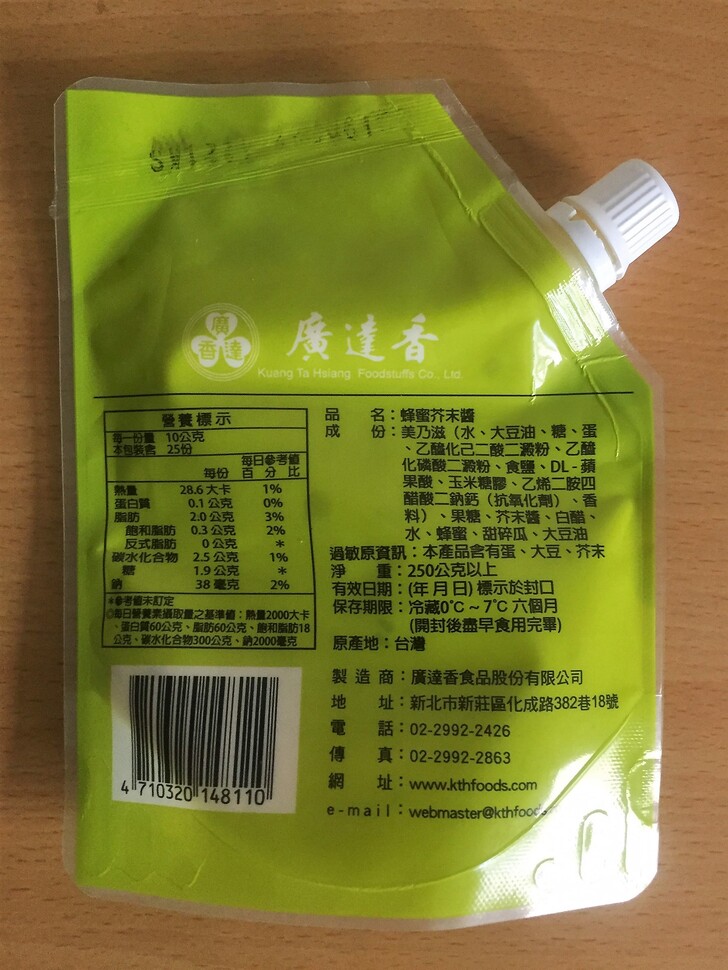 廣
香達
廣達香
Kuang Ta Hsiang Foodstuffs Co., Ltd.
營養標示
每一份量 10公克
本包裝含 25份
每份 每日參考值百分比
熱量 28.6 大卡 1%
蛋白質 0.1 公克 0%
脂肪 2.0 公克 3%
飽和脂肪 0.3 公克 2%
反式脂肪 0 公克 *
碳水化合物 2.5 公克 1%
糖 1.9 公克 *
鈉 38 毫克 2%
*參考值未訂定
◎每日營養素攝取量之基準值：熱量2000大卡
、蛋白質60公克、脂肪60公克、飽和脂肪18
公克、碳水化合物300公克、鈉2000毫克
品名：蜂蜜芥末醬
成份：美乃滋（水、大豆油、糖、蛋
、乙醯化己二酸二澱粉、乙醯
化磷酸二澱粉、食鹽、DL-蘋
果酸、玉米糖膠、乙烯二胺四
醋酸二鈉鈣（抗氧化劑）、香
料）、果糖、芥末醬、白醋、
水、蜂蜜、甜碎瓜、大豆油
過敏原資訊：本產品含有蛋、大豆、芥末
淨重：250公克以上
有效日期：(年 月 日) 標示於封口
保存期限：冷藏0℃～7℃ 六個月
(開封後盡早食用完畢)
原產地：台灣
製造商：廣達香食品股份有限公司
地址：新北市新莊區化成路382巷18號
電話：02-2992-2426
傳真：02-2992-2863
網址：www.kthfoods.com
e-mail：webmaster@kthfoods
4 710320 148110